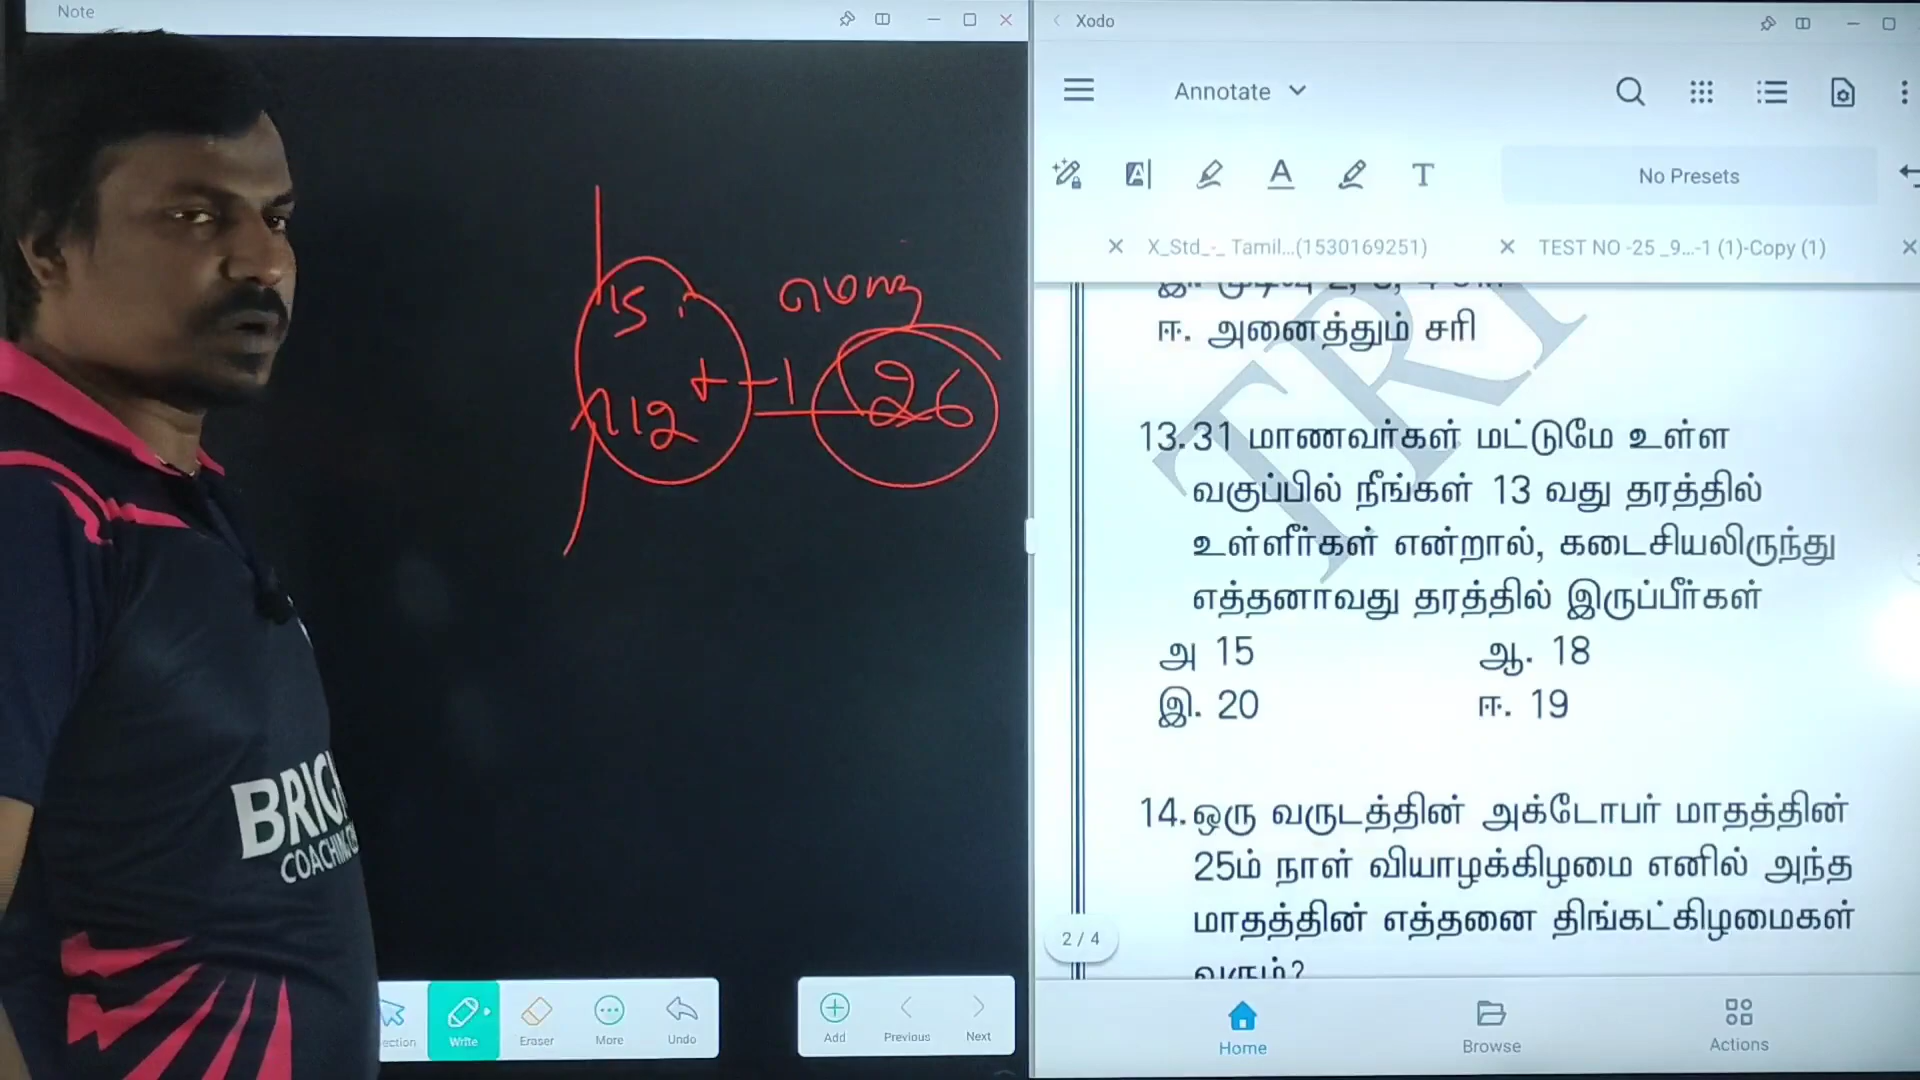 Note
Xodo
Annotate
No Presets
X_Std_-_ Tamil...(1530169251)
TEST NO -25 _9...-1 (1)-Copy (1)
ஈ. அனைத்தும் சரி
TRI
13. 31 மாணவர்கள் மட்டுமே உள்ள
வகுப்பில் நீங்கள் 13 வது தரத்தில்
உள்ளீர்கள் என்றால், கடைசியலிருந்து
எத்தனாவது தரத்தில் இருப்பீர்கள்
அ 15
ஆ. 18
இ. 20
ஈ. 19
14. ஒரு வருடத்தின் அக்டோபர் மாதத்தின்
25ம் நாள் வியாழக்கிழமை எனில் அந்த
மாதத்தின் எத்தனை திங்கட்கிழமைகள்
வரும்?
2 / 4
Home
Browse
Actions
15
12 + -1 26
BRIG
COACHING
ection
Write
Eraser
More
Undo
Add
Previous
Next